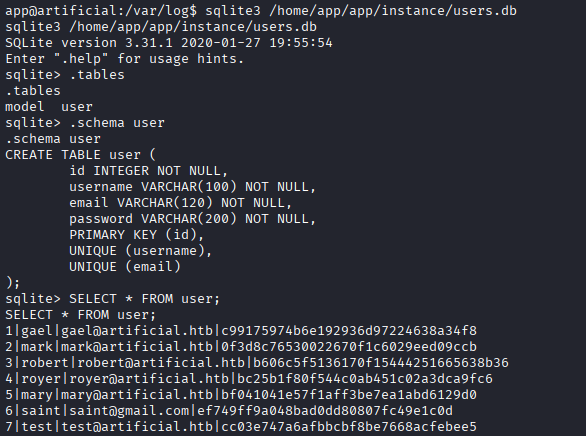 app@artificial:/var/log$ sqlite3 /home/app/app/instance/users.db
sqlite3 /home/app/app/instance/users.db
SQLite version 3.31.1 2020-01-27 19:55:54
Enter ".help" for usage hints.
sqlite> .tables
.tables
model  user
sqlite> .schema user
.schema user
CREATE TABLE user (
        id INTEGER NOT NULL,
        username VARCHAR(100) NOT NULL,
        email VARCHAR(120) NOT NULL,
        password VARCHAR(200) NOT NULL,
        PRIMARY KEY (id),
        UNIQUE (username),
        UNIQUE (email)
);
sqlite> SELECT * FROM user;
SELECT * FROM user;
1|gael|gael@artificial.htb|c99175974b6e192936d97224638a34f8
2|mark|mark@artificial.htb|0f3d8c76530022670f1c6029eed09ccb
3|robert|robert@artificial.htb|b606c5f5136170f15444251665638b36
4|royer|royer@artificial.htb|bc25b1f80f544c0ab451c02a3dca9fc6
5|mary|mary@artificial.htb|bf041041e57f1aff3be7ea1abd6129d0
6|saint|saint@gmail.com|ef749ff9a048bad0dd80807fc49e1c0d
7|test|test@artificial.htb|cc03e747a6afbbcbf8be7668acfebee5